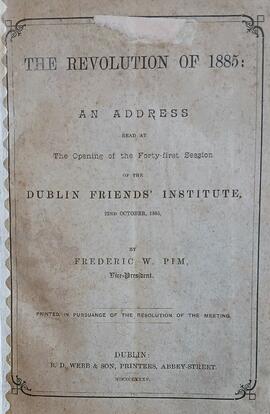 THE REVOLUTION OF 1885:
AN ADDRESS
READ AT
The Opening of the Forty-first Session
OF THE
DUBLIN FRIENDS' INSTITUTE,
22ND OCTOBER, 1885,
BY
FREDERIC W. PIM,
Vice-President.
PRINTED IN PURSUANCE OF THE RESOLUTION OF THE MEETING.
DUBLIN:
R. D. WEBB & SON, PRINTERS, ABBEY-STREET.
MDCCCLXXXV.